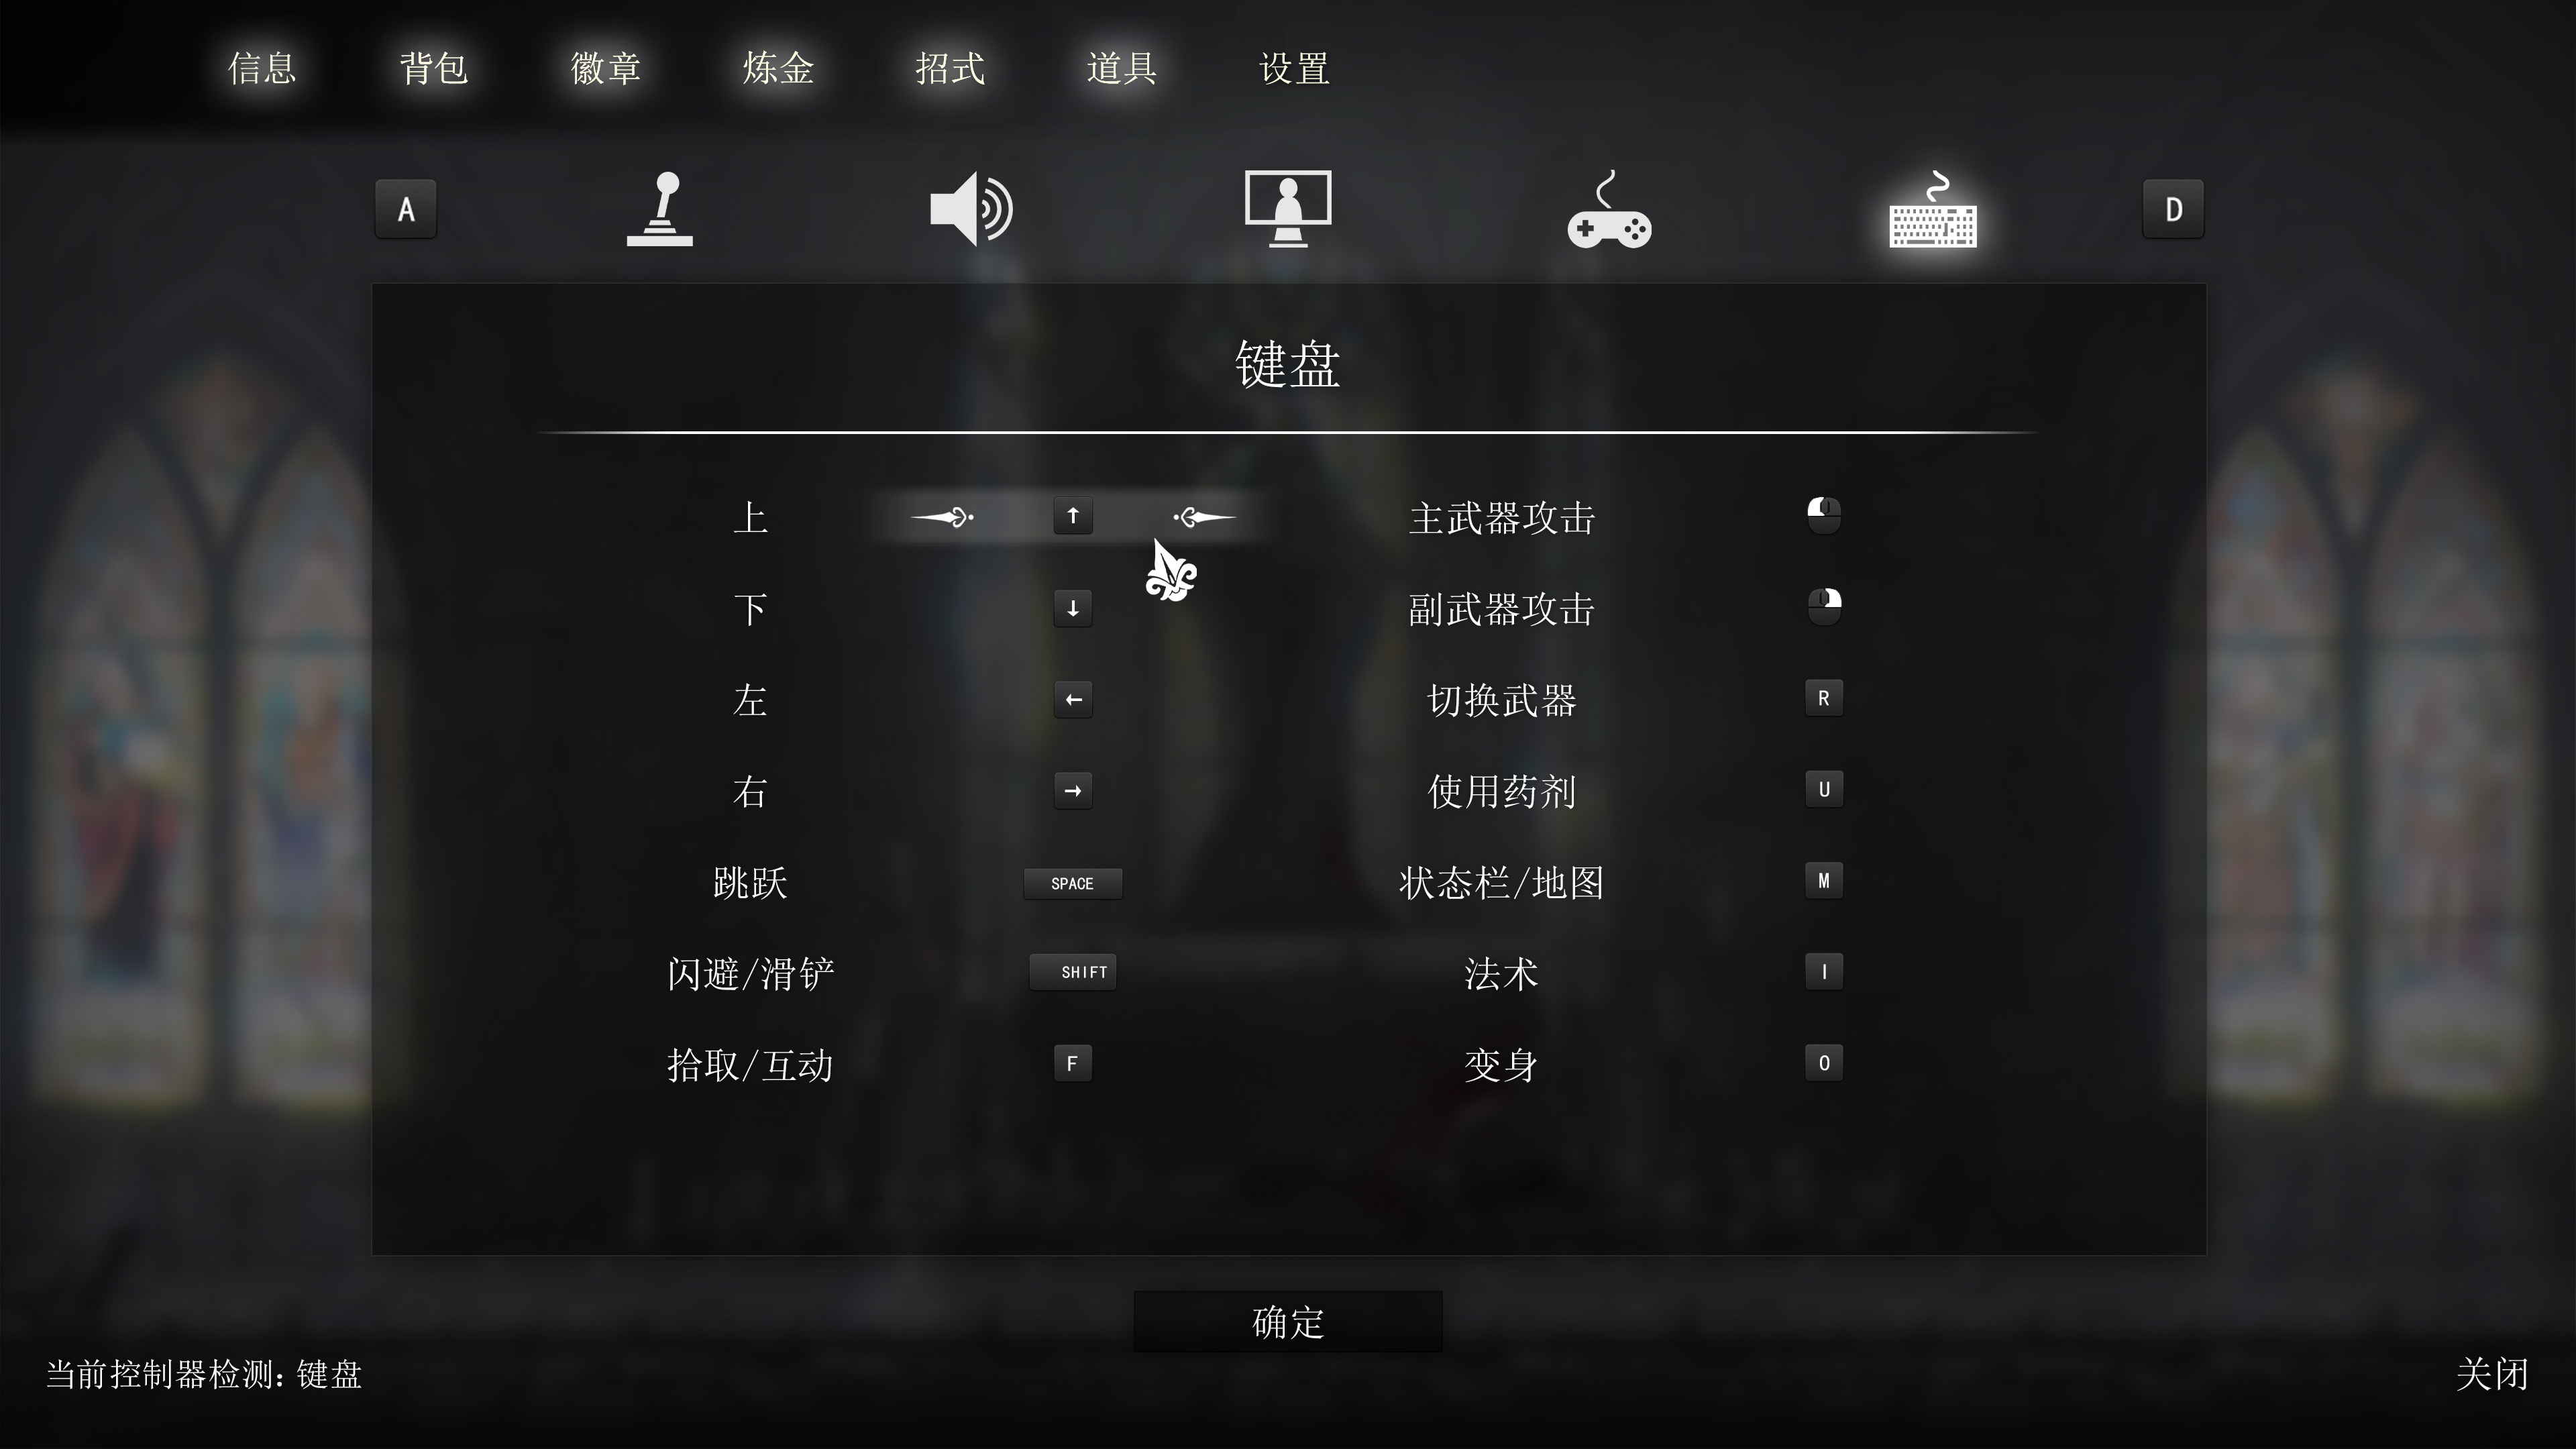 信息 背包 徽章 炼金 招式 道具 设置
A D
键盘
上 ↑ 主武器攻击
下 ↓ 副武器攻击
左 ← 切换武器 R
右 → 使用药剂 U
跳跃 SPACE 状态栏/地图 M
闪避/滑铲 SHIFT 法术 I
拾取/互动 F 变身 O
确定
当前控制器检测: 键盘 关闭